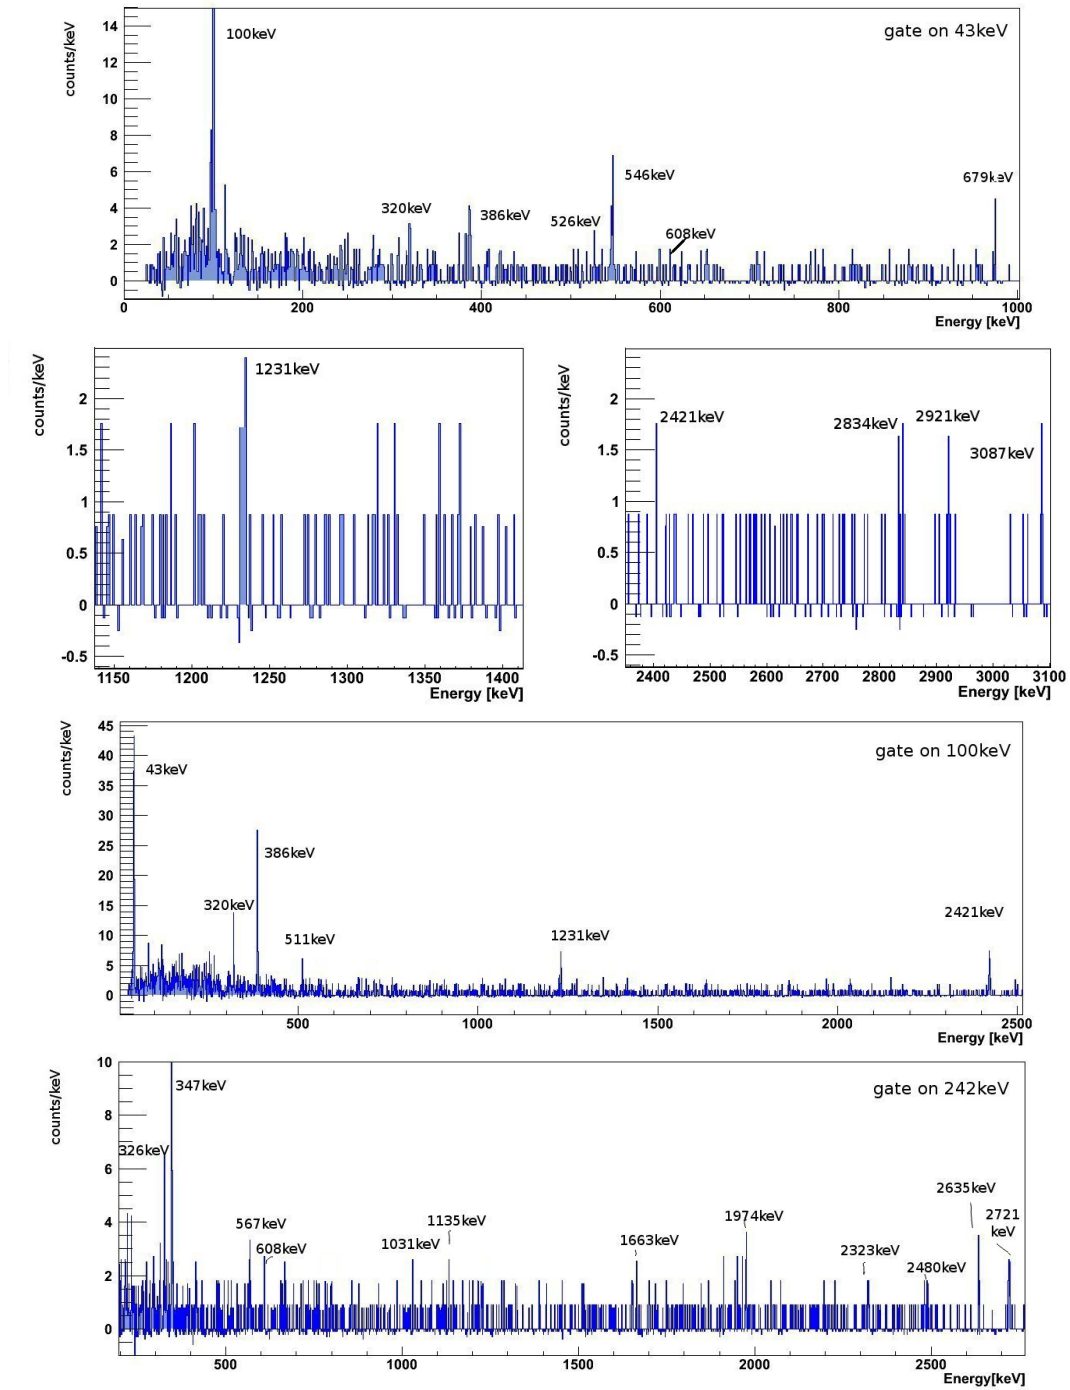 counts/keV
gate on 43keV
100keV
14
12
10
8
6
4
2
0
320keV
386keV
526keV
546keV
608keV
679keV
0 200 400 600 800 1000
Energy [keV]
counts/keV
1231keV
2
1.5
1
0.5
0
-0.5
1150 1200 1250 1300 1350 1400
Energy [keV]
counts/keV
2421keV
2834keV
2921keV
3087keV
2
1.5
1
0.5
0
-0.5
2400 2500 2600 2700 2800 2900 3000 3100
Energy [keV]
counts/keV
gate on 100keV
45
40
35
30
25
20
15
10
5
0
43keV
386keV
320keV
511keV
1231keV
2421keV
500 1000 1500 2000 2500
Energy [keV]
counts/keV
gate on 242keV
10
8
6
4
2
0
347keV
326keV
567keV
608keV
1031keV
1135keV
1663keV
1974keV
2323keV
2480keV
2635keV
2721
keV
500 1000 1500 2000 2500
Energy[keV]